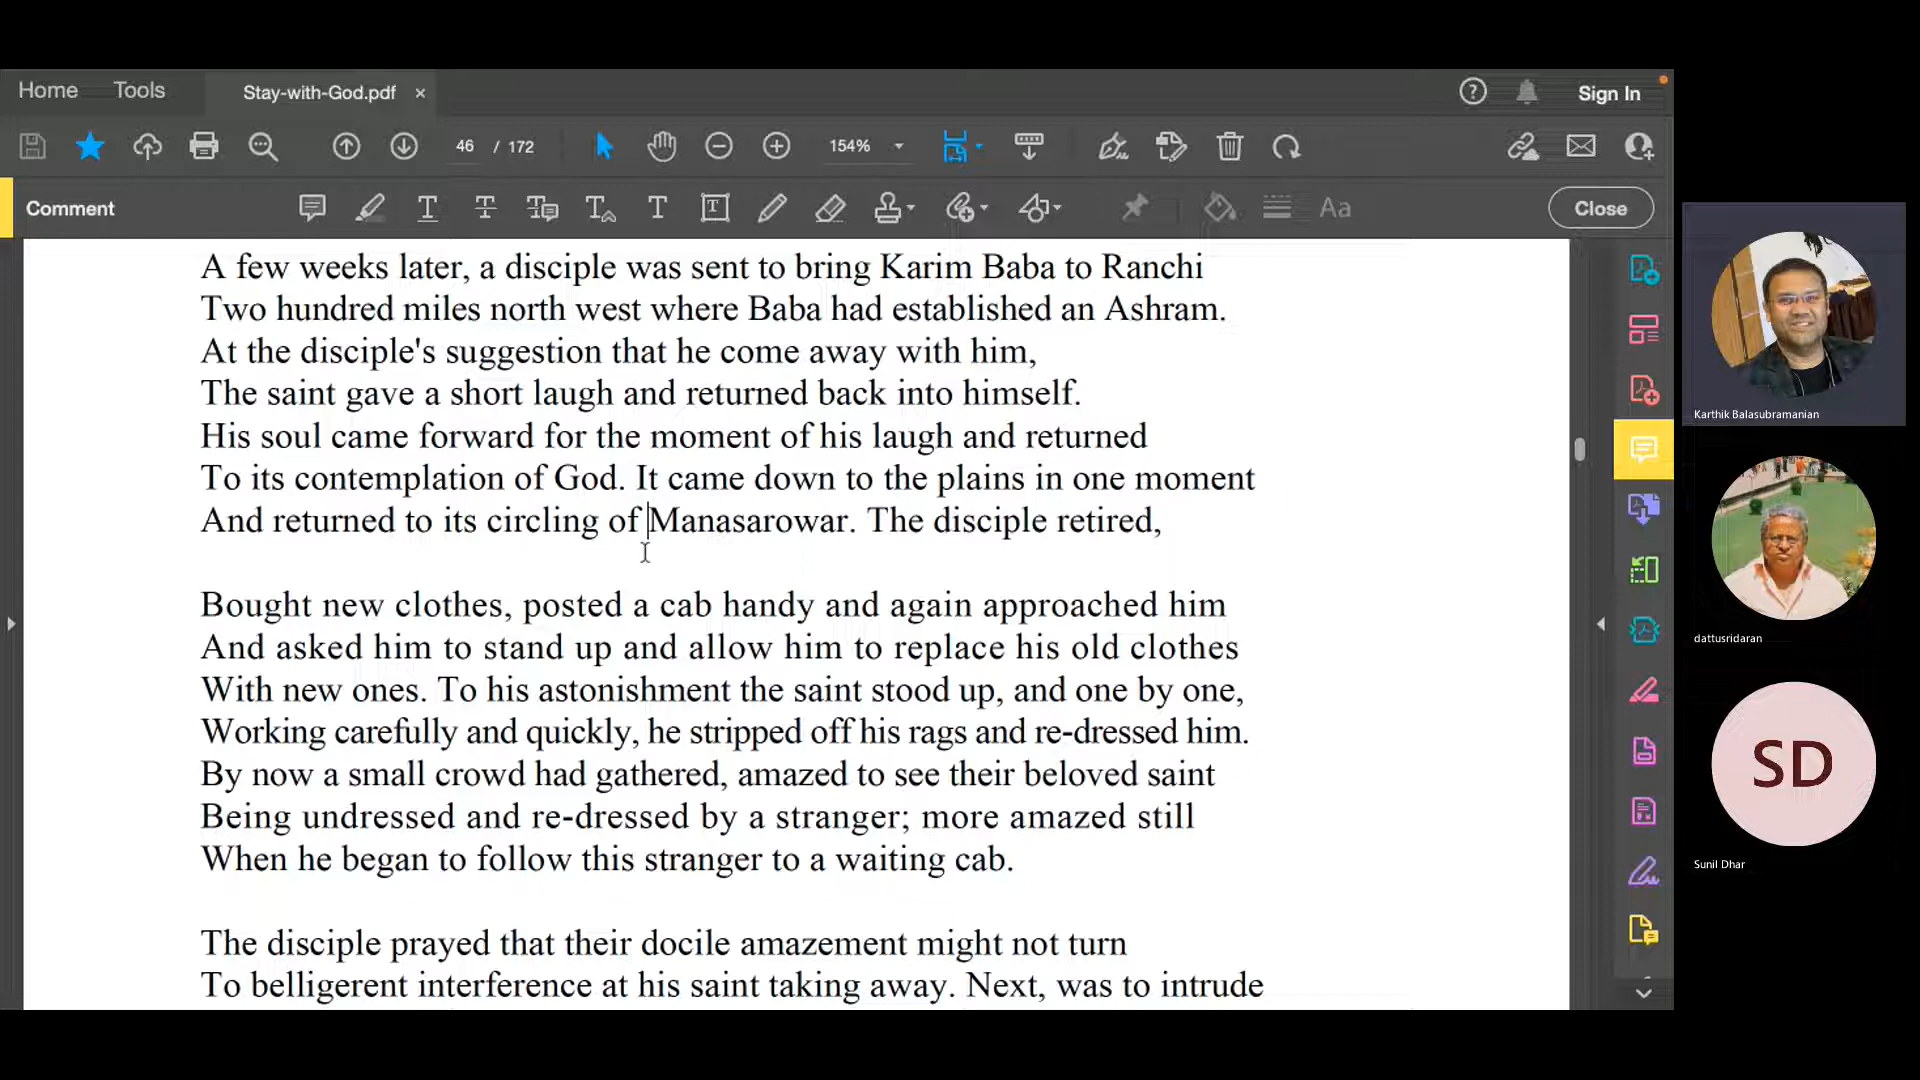 Home Tools Stay-with-God.pdf × Sign In
46 / 172 154%
Comment Close
A few weeks later, a disciple was sent to bring Karim Baba to Ranchi
Two hundred miles north west where Baba had established an Ashram.
At the disciple's suggestion that he come away with him,
The saint gave a short laugh and returned back into himself.
His soul came forward for the moment of his laugh and returned
To its contemplation of God. It came down to the plains in one moment
And returned to its circling of Manasarowar. The disciple retired,
Bought new clothes, posted a cab handy and again approached him
And asked him to stand up and allow him to replace his old clothes
With new ones. To his astonishment the saint stood up, and one by one,
Working carefully and quickly, he stripped off his rags and re-dressed him.
By now a small crowd had gathered, amazed to see their beloved saint
Being undressed and re-dressed by a stranger; more amazed still
When he began to follow this stranger to a waiting cab.
The disciple prayed that their docile amazement might not turn
To belligerent interference at his saint taking away. Next, was to intrude
Karthik Balasubramanian
dattusridaran
SD
Sunil Dhar